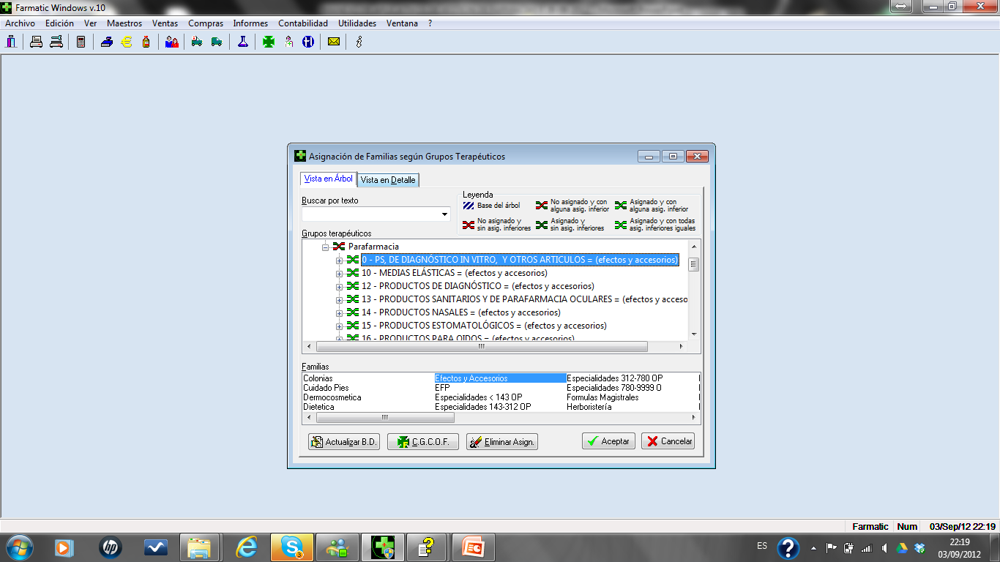 Farmatic Windows v.10
Archivo Edición Ver Maestros Ventas Compras Informes Contabilidad Utilidades Ventana ?
Asignación de Familias según Grupos Terapéuticos
Vista en Árbol Vista en Detalle
Buscar por texto
Leyenda
Base del árbol
No asignado y con
alguna asig. inferior
Asignado y con
alguna asig. inferior
No asignado y
sin asig. inferiores
Asignado y
sin asig. inferiores
Asignado y con todas
asig. inferiores iguales
Grupos terapéuticos
Parafarmacia
0 - PS, DE DIAGNÓSTICO IN VITRO, Y OTROS ARTICULOS = (efectos y accesorios)
10 - MEDIAS ELÁSTICAS = (efectos y accesorios)
12 - PRODUCTOS DE DIAGNÓSTICO = (efectos y accesorios)
13 - PRODUCTOS SANITARIOS Y DE PARAFARMACIA OCULARES = (efectos y acceso
14 - PRODUCTOS NASALES = (efectos y accesorios)
15 - PRODUCTOS ESTOMATOLÓGICOS = (efectos y accesorios)
16 - PRODUCTOS PARA OIDOS = (efectos y accesorios)
Familias
Colonias Efectos y Accesorios Especialidades 312-780 OP
Cuidado Pies EFP Especialidades 780-9999 O
Dermocosmetica Especialidades < 143 OP Formulas Magistrales
Dietetica Especialidades 143-312 OP Herboristería
Actualizar B.D. C.G.C.O.F. Eliminar Asign. Aceptar Cancelar
Farmatic Num 03/Sep/12 22:19
hp
S
3
ES
22:19
03/09/2012